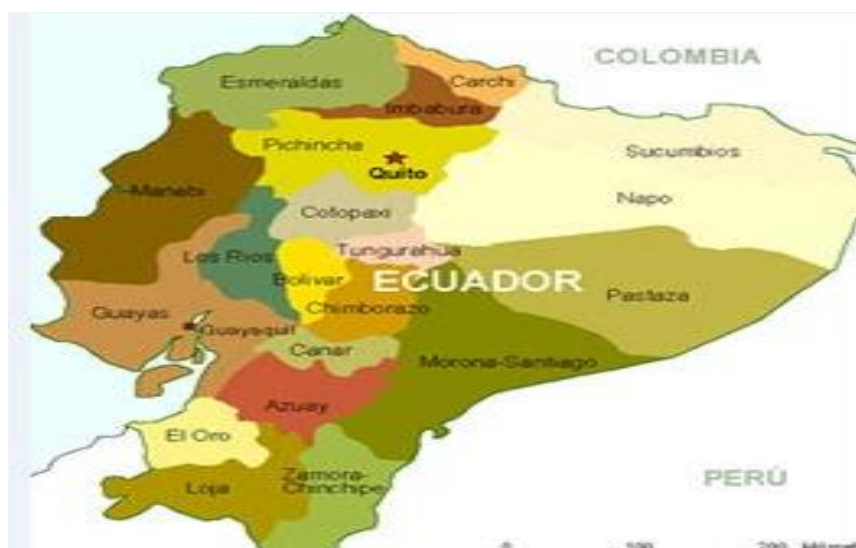 COLOMBIA
Esmeraldas
Carchi
Imbabura
Pichincha
Quito
Sucumbios
Manabi
Napo
Cotopaxi
Tungurahua
Los Rios
Bolivar
ECUADOR
Pastaza
Chimborazo
Guayas
Guayaquil
Canar
Morona-Santiago
Azuay
El Oro
Zamora-
Chinchipe
Loja
PERÚ